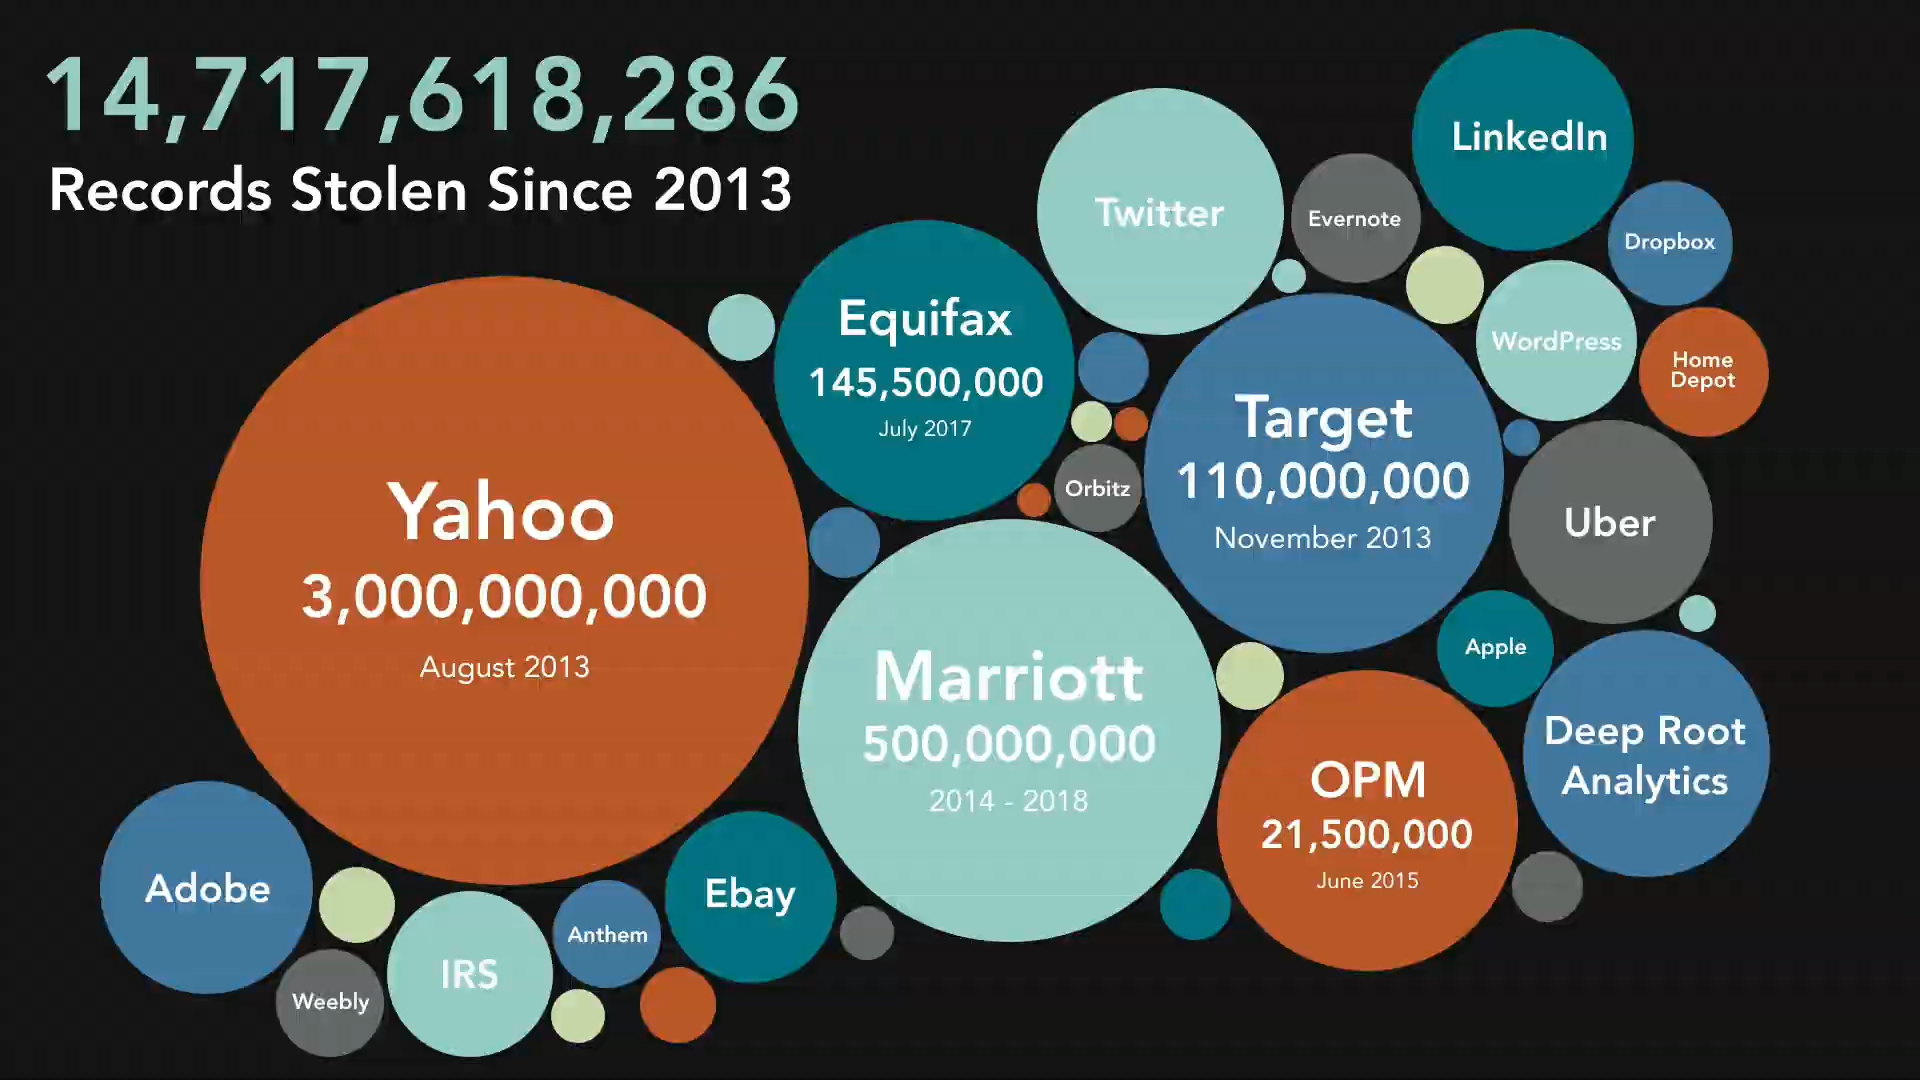 14,717,618,286
Records Stolen Since 2013
Yahoo
3,000,000,000
August 2013
Equifax
145,500,000
July 2017
Twitter
Evernote
LinkedIn
Dropbox
WordPress
Home
Depot
Target
110,000,000
November 2013
Orbitz
Uber
Marriott
500,000,000
2014 - 2018
Apple
Deep Root
Analytics
OPM
21,500,000
June 2015
Adobe
Weebly
IRS
Anthem
Ebay